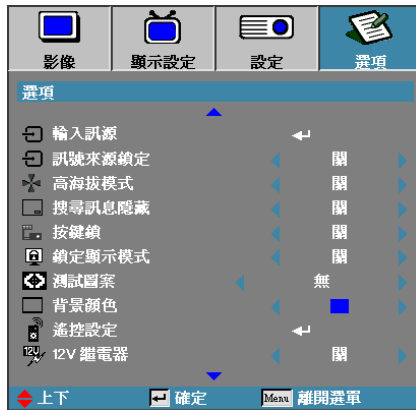 影像 顯示設定 設定 選項
選項
輸入訊源
訊號來源鎖定 關
高海拔模式 關
搜尋訊息隱藏 關
按鍵鎖 關
鎖定顯示模式 關
測試圖案 無
背景顏色
遙控設定
12V 12V 繼電器 關
上下 確定 Menu 離開選單